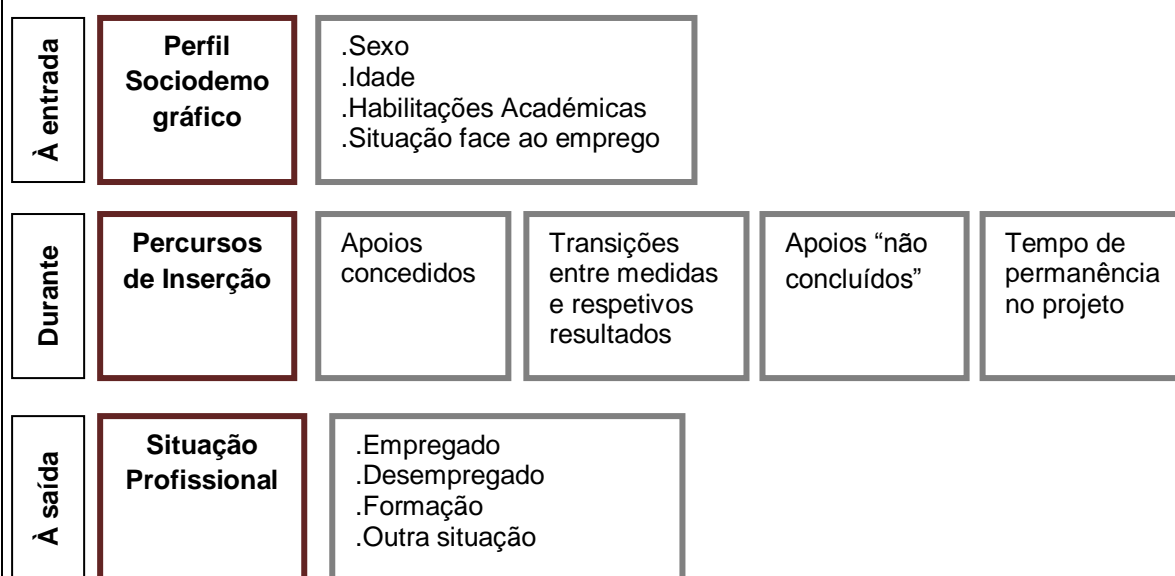 À entrada
Perfil
Sociodemo
gráfico
.Sexo
.Idade
.Habilitações Académicas
.Situação face ao emprego
Durante
Percursos
de Inserção
Apoios
concedidos
Transições
entre medidas
e respetivos
resultados
Apoios “não
concluídos”
Tempo de
permanência
no projeto
À saída
Situação
Profissional
.Empregado
.Desempregado
.Formação
.Outra situação